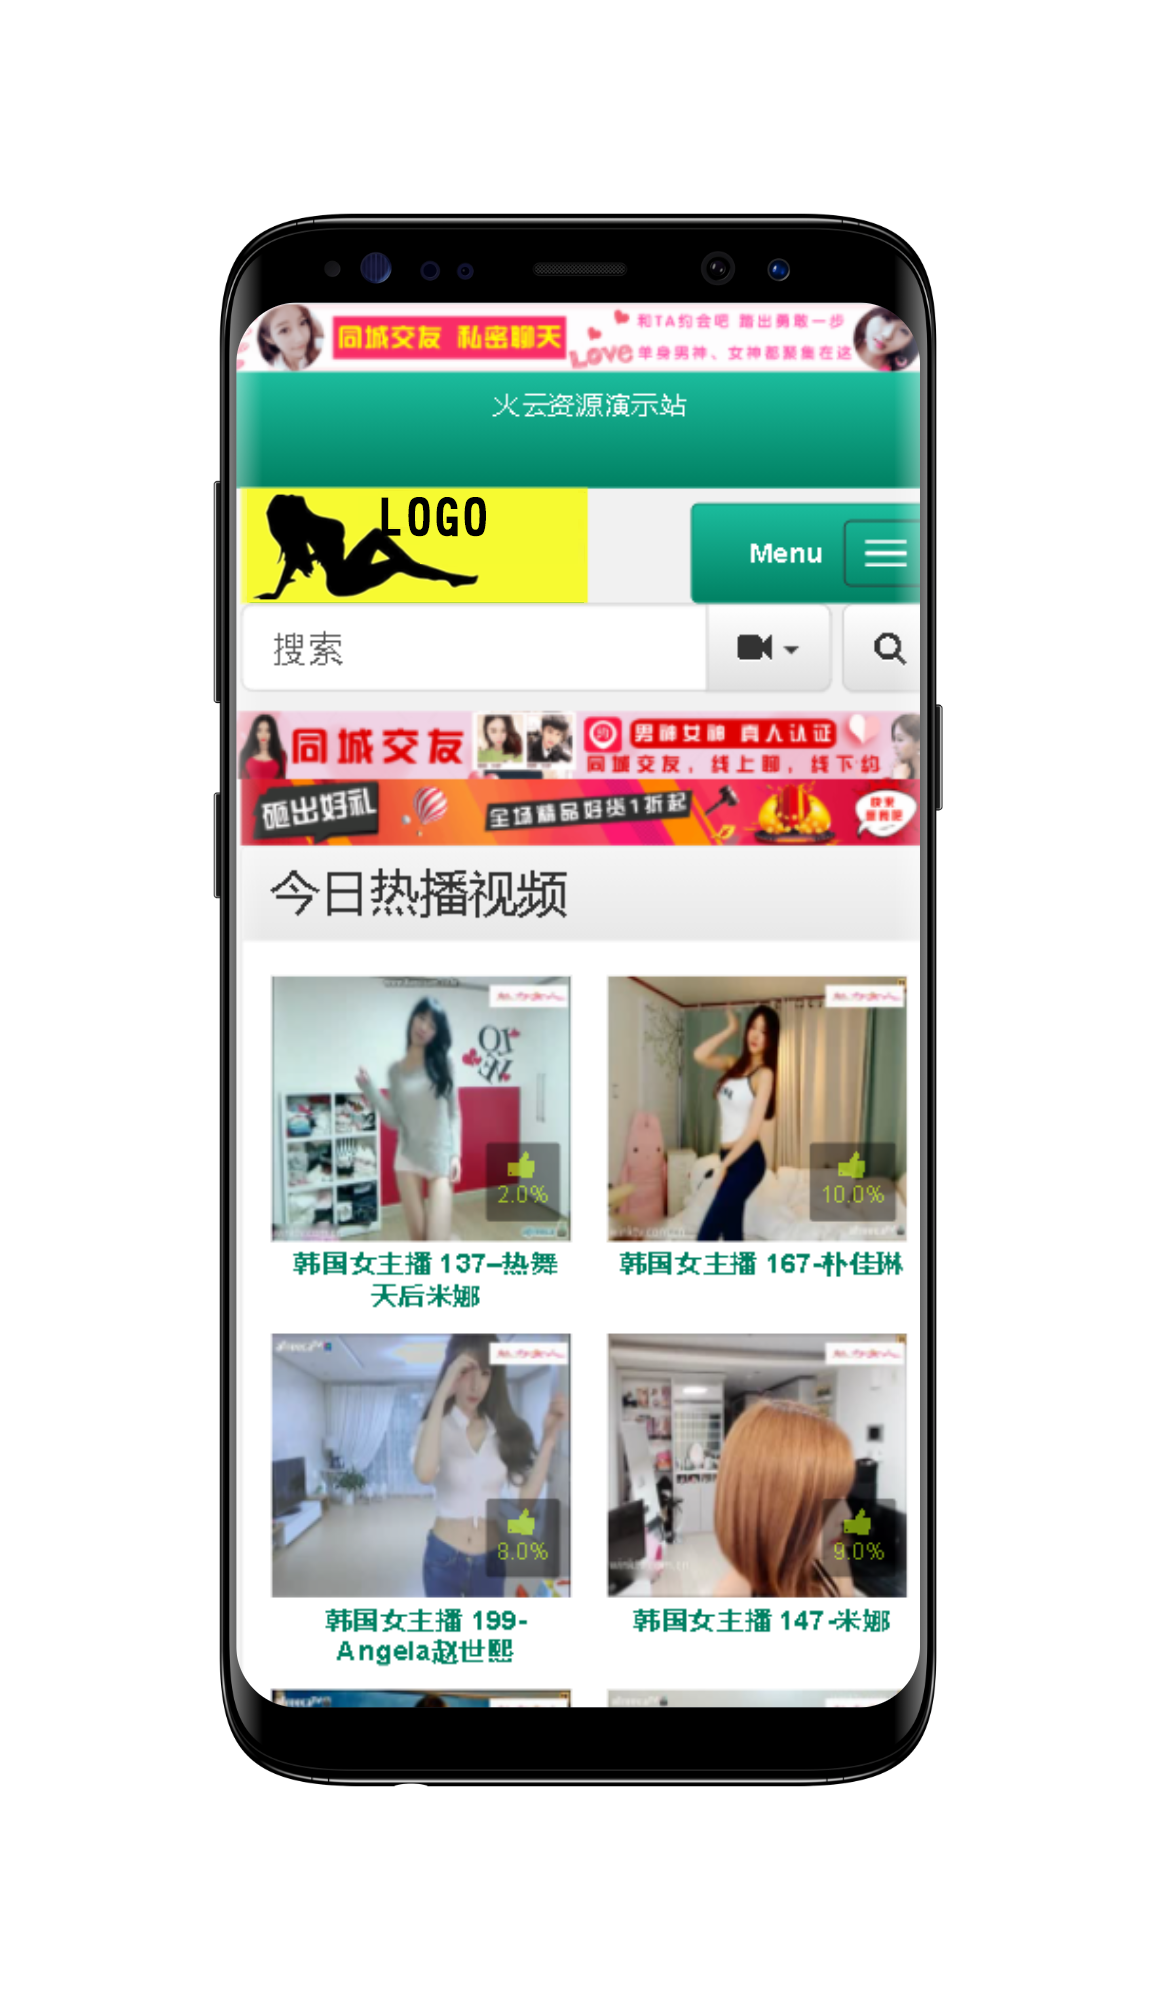 同城交友 私密聊天
和TA约会吧 踏出勇敢一步
Love 单身男神、女神都聚集在这
火云资源演示站
LOGO
Menu
搜索
同城交友
男神女神 真人认证
同城交友，线上聊，线下约
砸出好礼
全场精品好货1折起
今日热播视频
2.0%
10.0%
韩国女主播 137–热舞
天后米娜
韩国女主播 167-朴佳琳
8.0%
9.0%
韩国女主播 199-
Angela赵世熙
韩国女主播 147-米娜